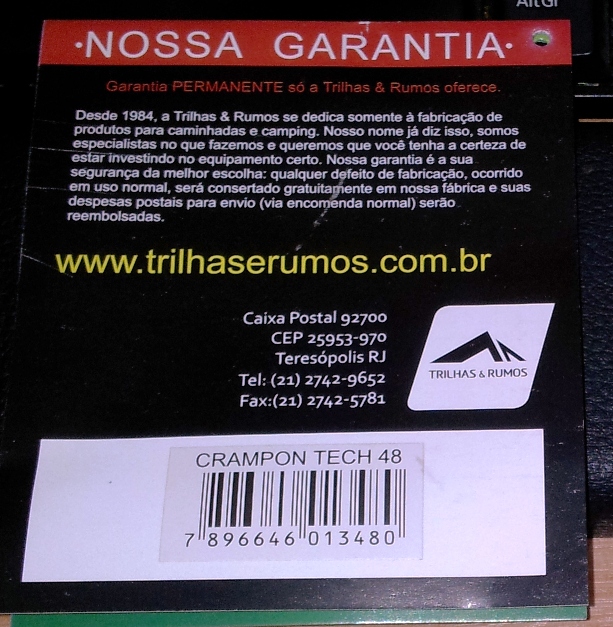 Alt Gr
·NOSSA GARANTIA·
Garantia PERMANENTE só a Trilhas & Rumos oferece.
Desde 1984, a Trilhas & Rumos se dedica somente à fabricação de
produtos para caminhadas e camping. Nosso nome já diz isso, somos
especialistas no que fazemos e queremos que você tenha a certeza de
estar investindo no equipamento certo. Nossa garantia é a sua
segurança da melhor escolha: qualquer defeito de fabricação, ocorrido
em uso normal, será consertado gratuitamente em nossa fábrica e suas
despesas postais para envio (via encomenda normal) serão
reembolsadas.
www.trilhaserumos.com.br
Caixa Postal 92700
CEP 25953-970
Teresópolis RJ
Tel: (21) 2742-9652
Fax:(21) 2742-5781
TRILHAS & RUMOS
CRAMPON TECH 48
7 896646 013480